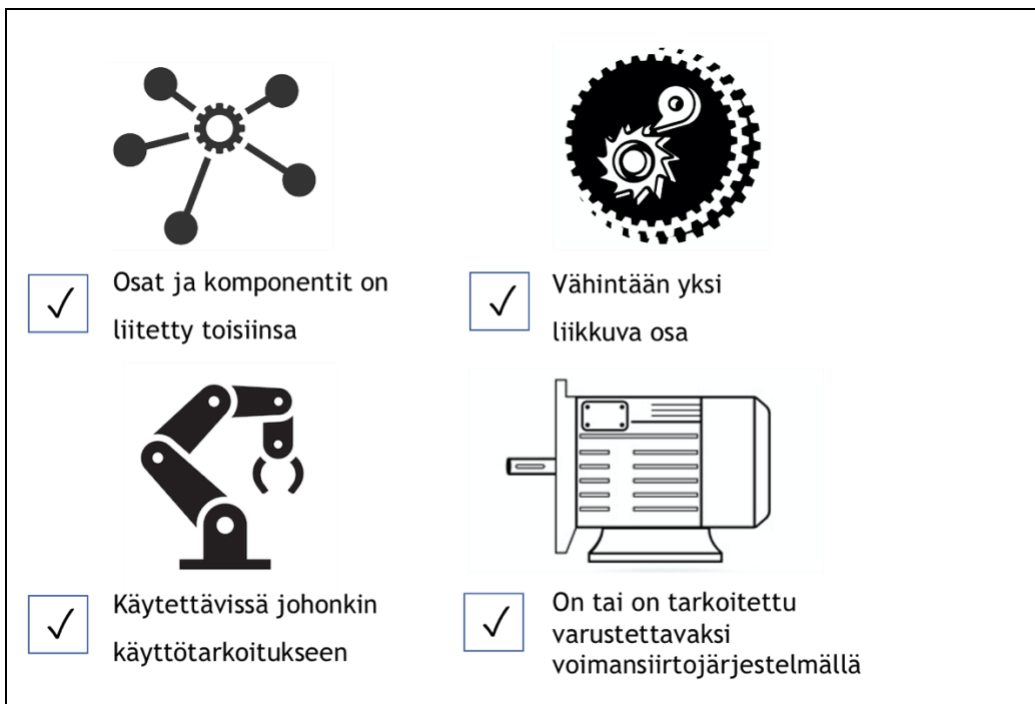 Osat ja komponentit on
liitetty toisiinsa
Vähintään yksi
liikkuva osa
Käytettävissä johonkin
käyttötarkoitukseen
On tai on tarkoitettu
varustettavaksi
voimansiirtojärjestelmällä